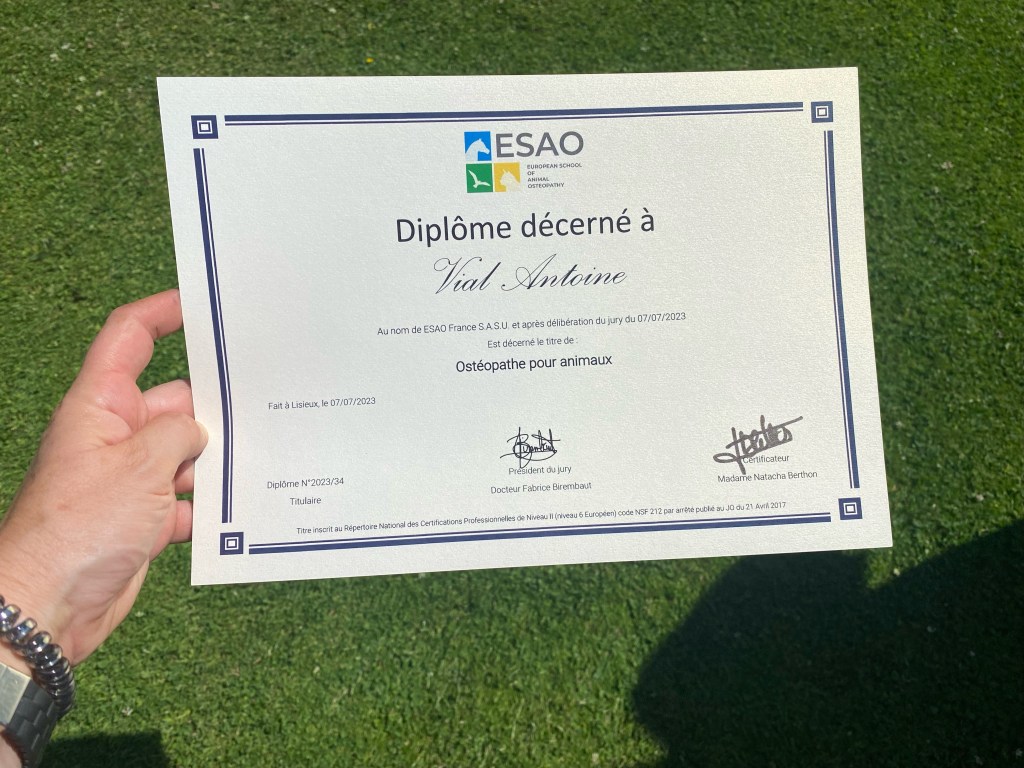 ESAO
EUROPEAN SCHOOL
OF
ANIMAL
OSTEOPATHY
Diplôme décerné à
Vial Antoine
Au nom de ESAO France S.A.S.U. et après délibération du jury du 07/07/2023
Est décerné le titre de :
Ostéopathe pour animaux
Fait à Lisieux, le 07/07/2023
Diplôme N°2023/34
Titulaire
Président du jury
Docteur Fabrice Birembaut
Certificateur
Madame Natacha Berthon
Titre inscrit au Répertoire National des Certifications Professionnelles de Niveau II (niveau 6 Européen) code NSF 212 par arrêté publié au JO du 21 Avril 2017